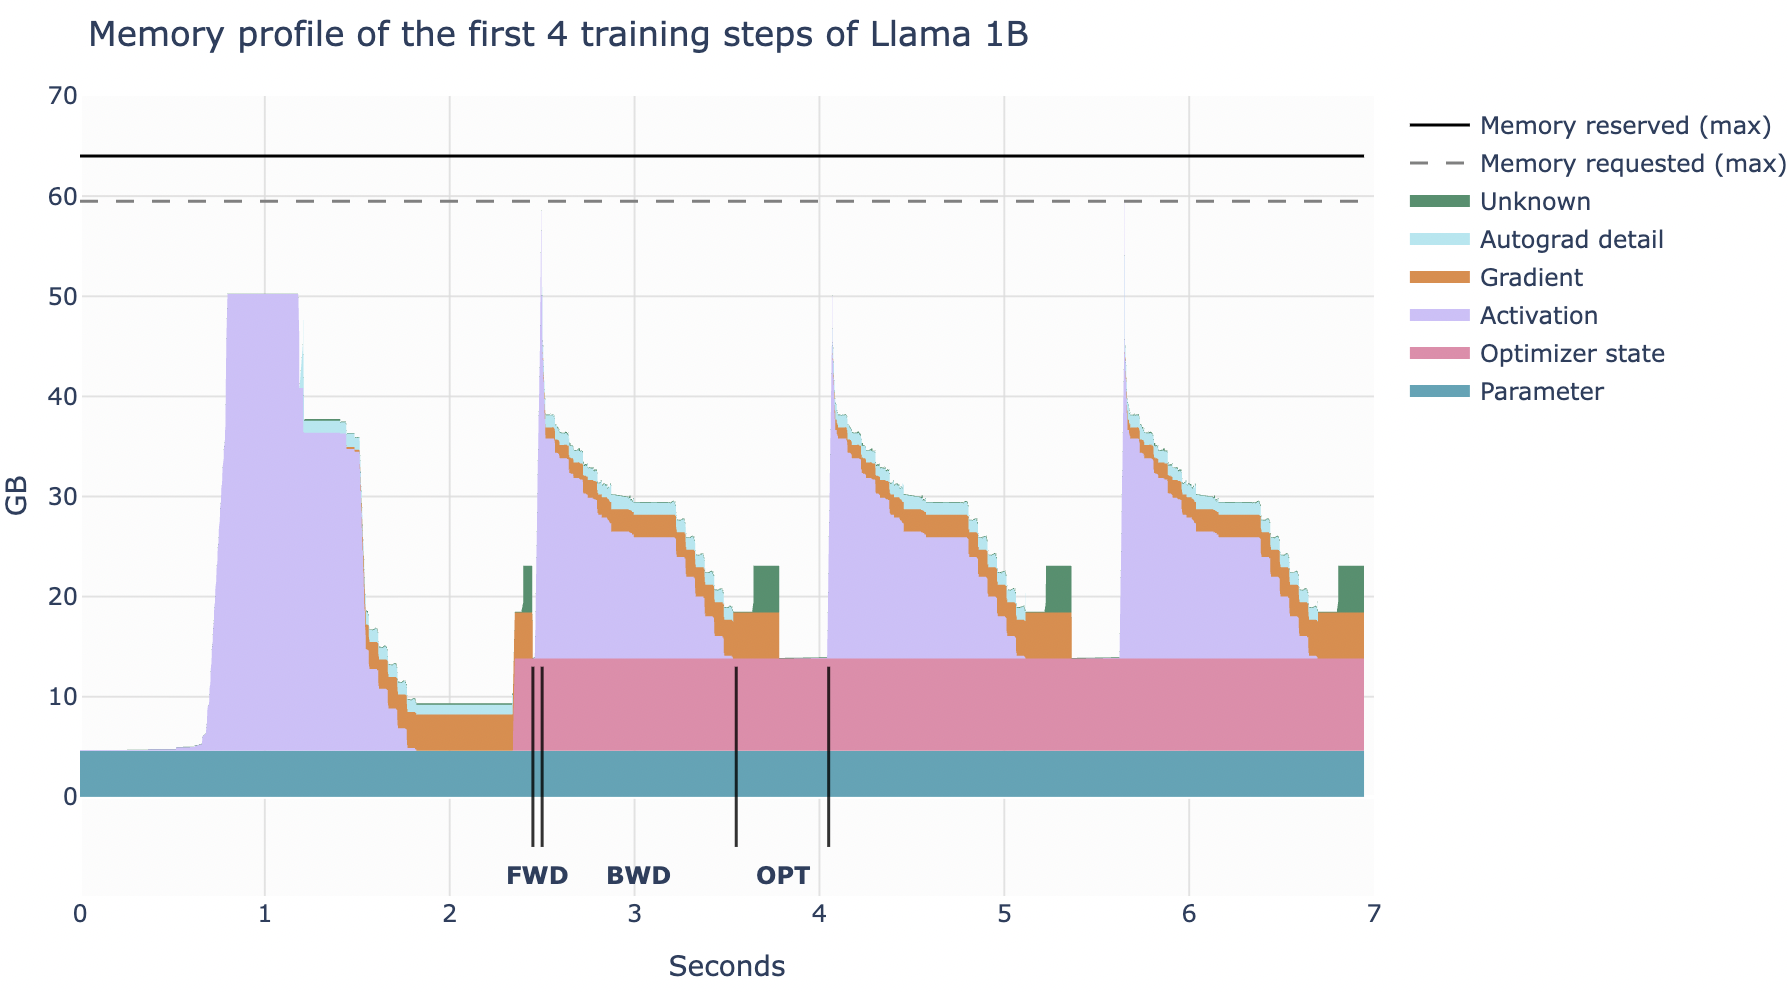 Memory profile of the first 4 training steps of Llama 1B
70
60
50
40
30
20
10
0
GB
Memory reserved (max)
Memory requested (max)
Unknown
Autograd detail
Gradient
Activation
Optimizer state
Parameter
FWD BWD OPT
0 1 2 3 4 5 6 7
Seconds